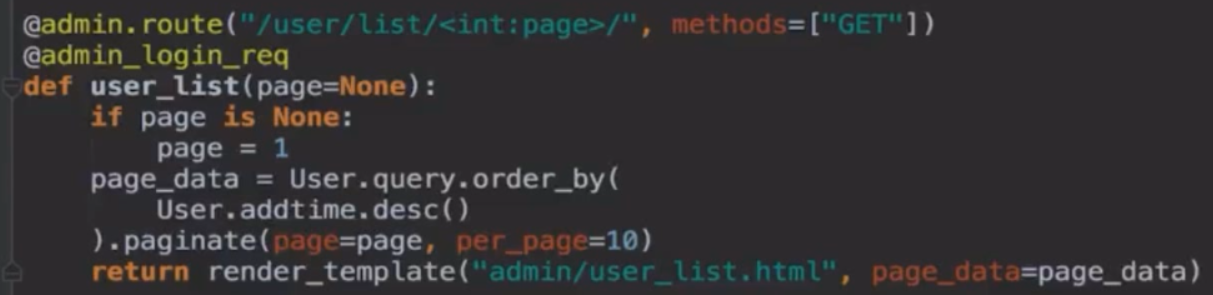 @admin.route("/user/list/<int:page>/", methods=["GET"])
@admin_login_req
def user_list(page=None):
    if page is None:
        page = 1
    page_data = User.query.order_by(
        User.addtime.desc()
    ).paginate(page=page, per_page=10)
    return render_template("admin/user_list.html", page_data=page_data)